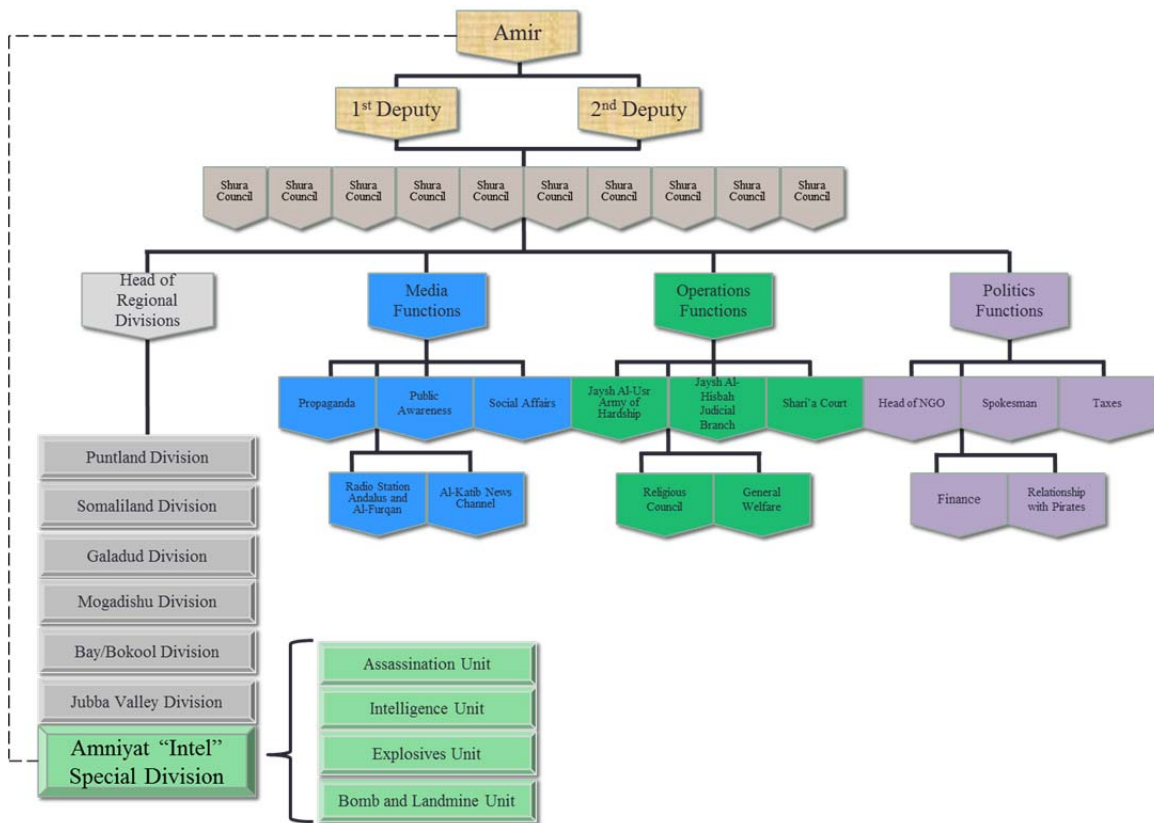 Amir
1st Deputy
2nd Deputy
Shura
Council
Shura
Council
Shura
Council
Shura
Council
Shura
Council
Shura
Council
Shura
Council
Shura
Council
Shura
Council
Shura
Council
Head of
Regional
Divisions
Media
Functions
Operations
Functions
Politics
Functions
Propaganda
Public
Awareness
Social Affairs
Jaysh Al-Usr
Army of
Hardship
Jaysh Al-
Hisbah
Judicial
Branch
Shari’a Court
Head of NGO
Spokesman
Taxes
Radio Station
Andalus and
Al-Furqan
Al-Katib News
Channel
Religious
Council
General
Welfare
Finance
Relationship
with Pirates
Puntland Division
Somaliland Division
Galadud Division
Mogadishu Division
Bay/Bokool Division
Jubba Valley Division
Amniyat “Intel”
Special Division
Assassination Unit
Intelligence Unit
Explosives Unit
Bomb and Landmine Unit